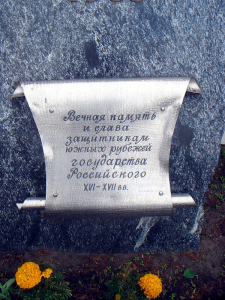 Вечная память
и слава
защитникам
южных рубежей
государства
Российского
XVI-XVII вв.